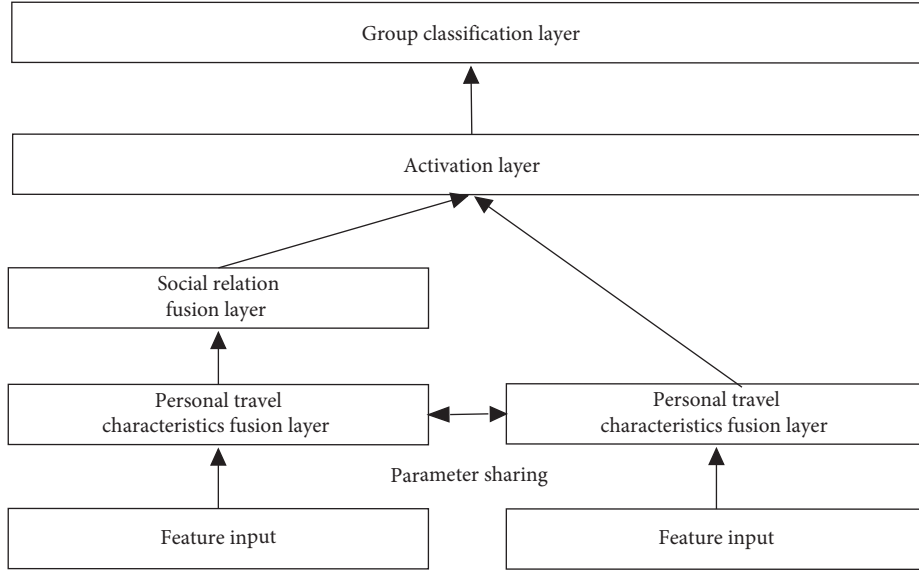 Group classification layer
Activation layer
Social relation
fusion layer
Personal travel
characteristics fusion layer
Personal travel
characteristics fusion layer
Parameter sharing
Feature input
Feature input